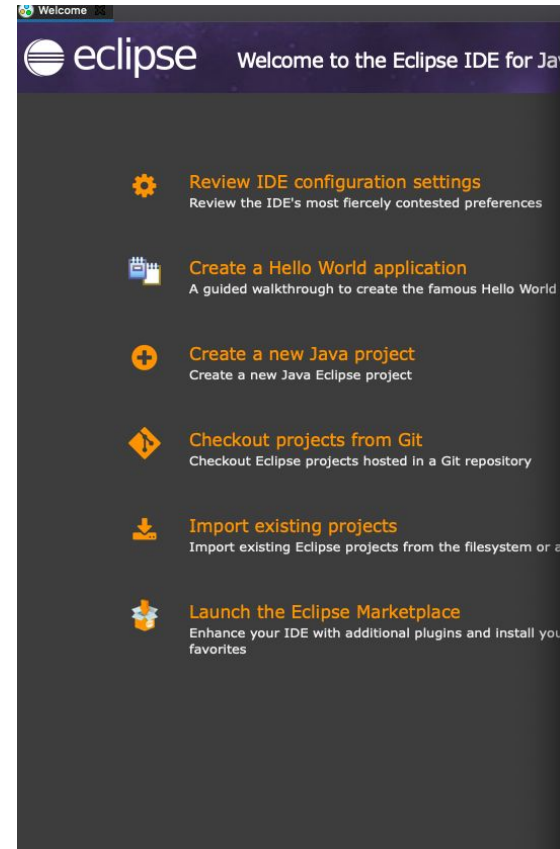 Welcome
eclipse
Welcome to the Eclipse IDE for Ja
Review IDE configuration settings
Review the IDE's most fiercely contested preferences
Create a Hello World application
A guided walkthrough to create the famous Hello World
Create a new Java project
Create a new Java Eclipse project
Checkout projects from Git
Checkout Eclipse projects hosted in a Git repository
Import existing projects
Import existing Eclipse projects from the filesystem or a
Launch the Eclipse Marketplace
Enhance your IDE with additional plugins and install you
favorites